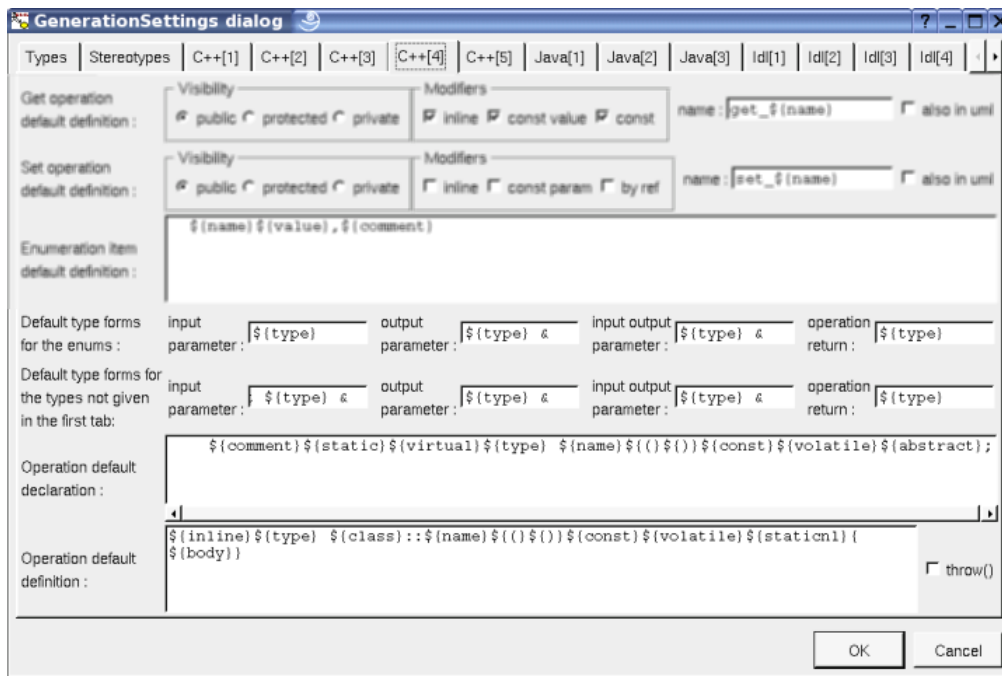 GenerationSettings dialog
Types Stereotypes C++[1] C++[2] C++[3] C++[4] C++[5] Java[1] Java[2] Java[3] Idl[1] Idl[2] Idl[3] Idl[4]
Get operation
default definition :
Visibility
public protected private
Modifiers
inline const value const
name : get_${name}
also in uml
Set operation
default definition :
Visibility
public protected private
Modifiers
inline const param by ref
name : set_${name}
also in uml
Enumeration item
default definition :
${name}${value},${comment}
Default type forms
for the enums :
input
parameter : ${type}
output
parameter : ${type} &
input output
parameter : ${type} &
operation
return : ${type}
Default type forms for
the types not given
in the first tab:
input
parameter : ${type} &
output
parameter : ${type} &
input output
parameter : ${type} &
operation
return : ${type}
Operation default
declaration :
${comment}${static}${virtual}${type} ${name}${(}${)}${const}${volatile}${abstract};
Operation default
definition :
${inline}${type} ${class}::${name}${(}${)}${const}${volatile}${staticnl}{
${body}}
throw()
OK Cancel